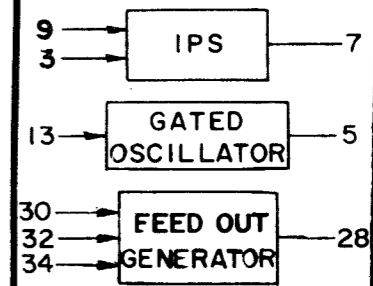 9
IPS
7
3
GATED
13
OSCILLATOR
5
30
FEED OUT
32
28
34
GENERATOR